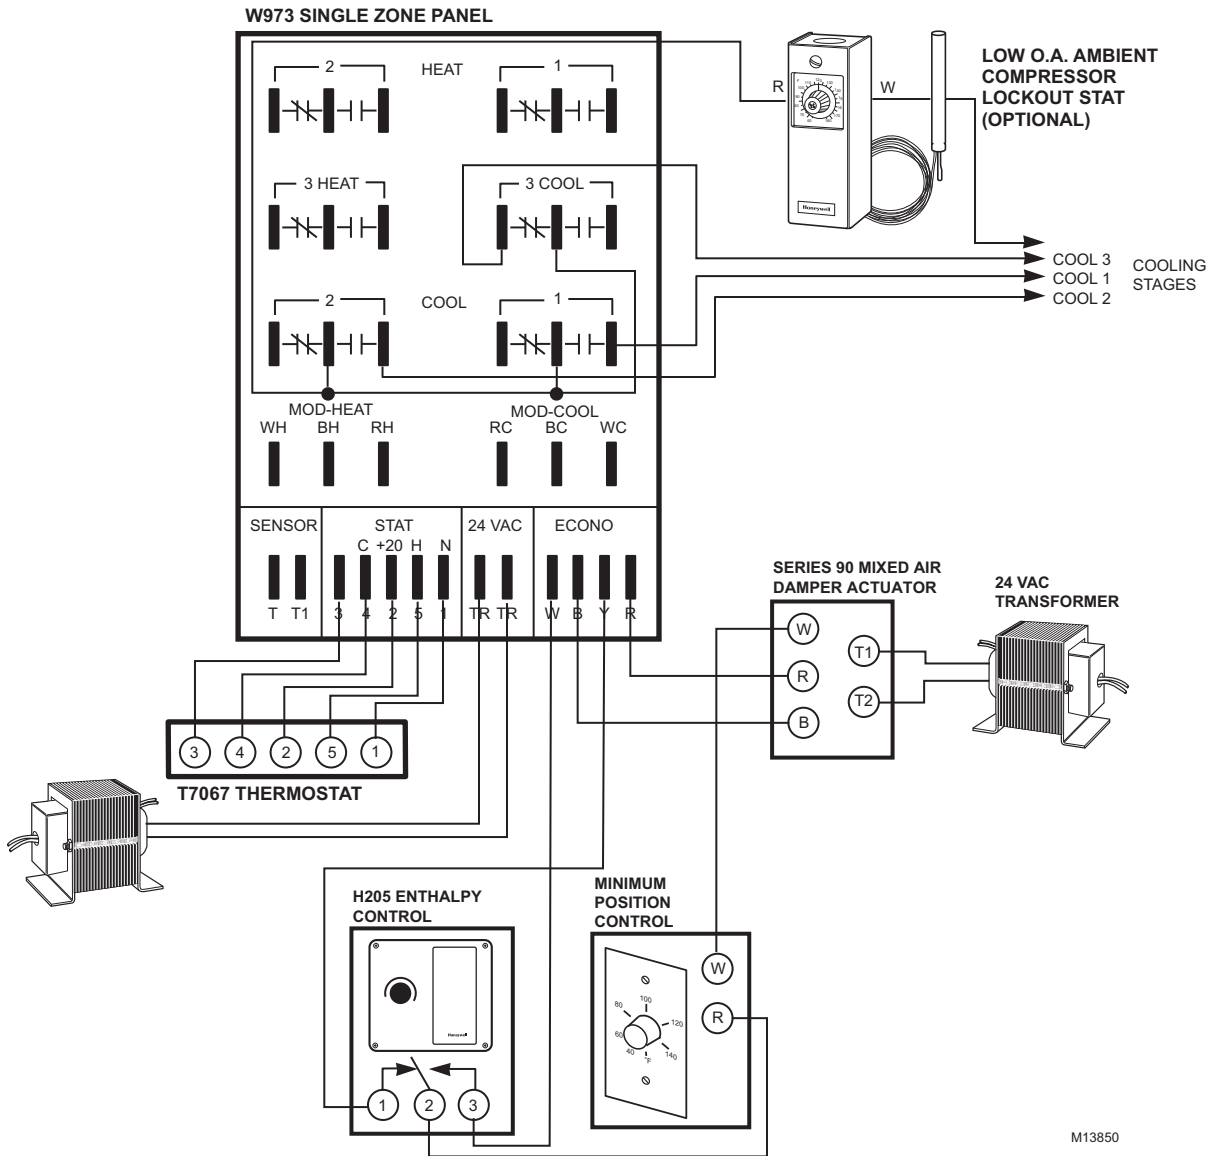 W973 SINGLE ZONE PANEL
2 HEAT 1
3 HEAT 3 COOL
2 COOL 1
MOD-HEAT MOD-COOL
WH BH RH RC BC WC
SENSOR STAT 24 VAC ECONO
C +20 H N
T T1 3 4 2 5 1 TR TR W B Y R
R W
Honeywell
LOW O.A. AMBIENT
COMPRESSOR
LOCKOUT STAT
(OPTIONAL)
COOL 3
COOL 1
COOL 2
COOLING
STAGES
SERIES 90 MIXED AIR
DAMPER ACTUATOR
W
R
B
T1
T2
24 VAC
TRANSFORMER
3 4 2 5 1
T7067 THERMOSTAT
H205 ENTHALPY
CONTROL
Honeywell
1 2 3
MINIMUM
POSITION
CONTROL
40 60 80 100 120 140
°F
W
R
M13850